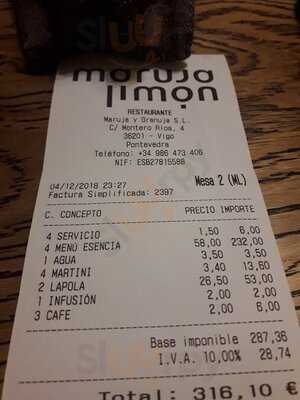 maruja
limon
RESTAURANTE
Maruja y Granuja S.L.
C/ Montero Rios, 4
36201 - Vigo
Pontevedra
Teléfono: +34 986 473 406
NIF: ESB27815588
04/12/2018 23:27 Mesa 2 (ML)
Factura Simplificada: 2397
C. CONCEPTO PRECIO IMPORTE
4 SERVICIO 1,50 6,00
4 MENÚ ESENCIA 58,00 232,00
1 AGUA 3,50 3,50
4 MARTINI 3,40 13,60
2 LAPOLA 26,50 53,00
1 INFUSIÓN 2,00 2,00
3 CAFE 2,00 6,00
Base imponible 287,36
I.V.A. 10,00% 28,74
Total: 316,10 €